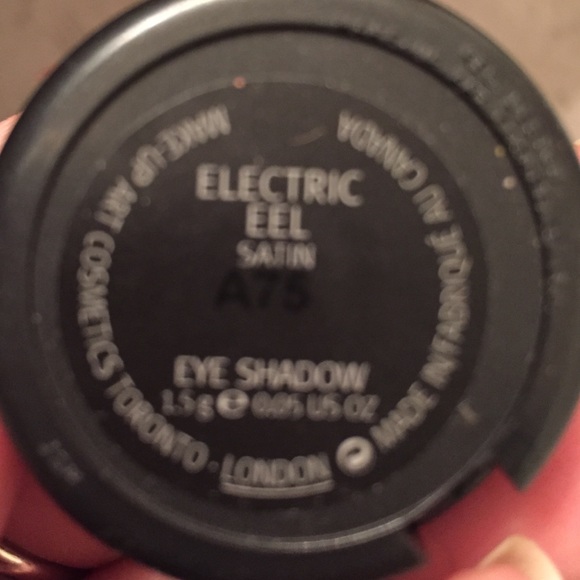 ELECTRIC
EEL
SATIN
A75
EYE SHADOW
1.5 g e 0.05 US OZ
MAKE-UP ART COSMETICS TORONTO · LONDON
MADE IN/FABRIQUÉ AU CANADA